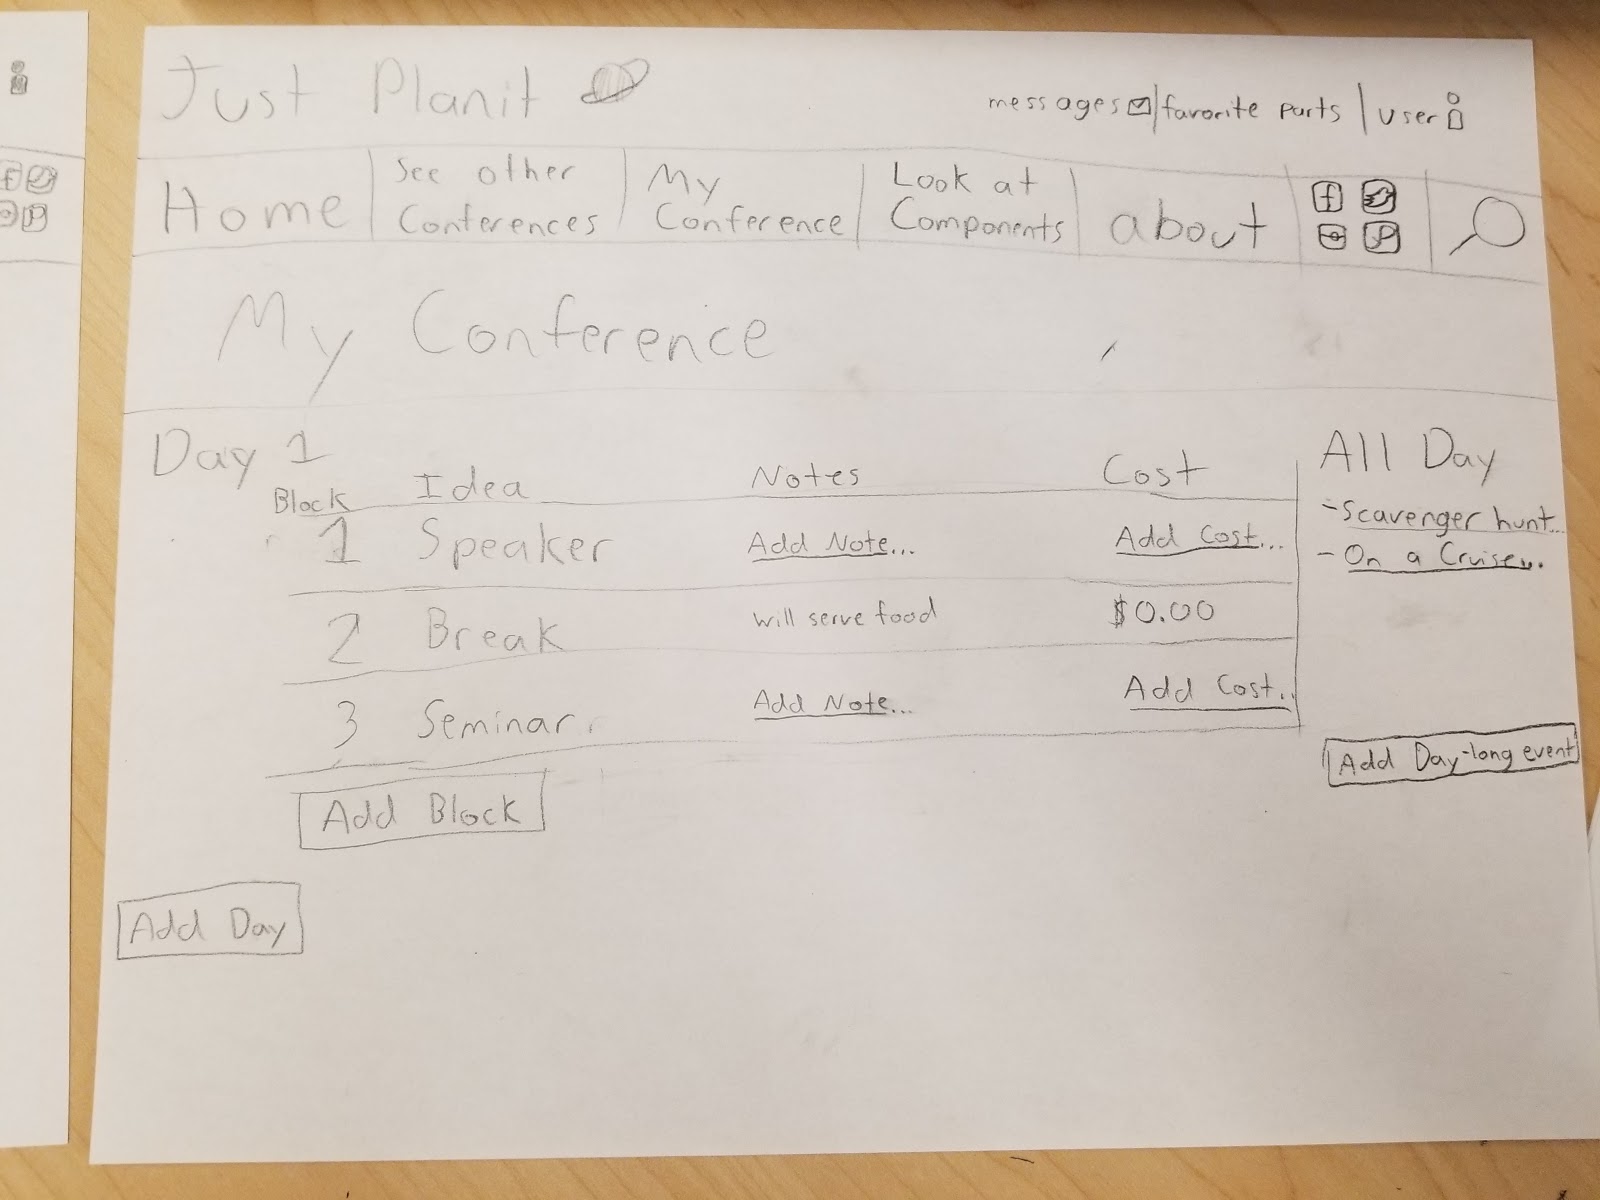 Just Planit
messages | favorite parts | user
Home
See other
Conferences
My
Conference
Look at
Components
about
My Conference
Day 1
Block Idea Notes Cost
1 Speaker Add Note... Add Cost...
2 Break will serve food $0.00
3 Seminar Add Note... Add Cost..
Add Block
Add Day
All Day
- Scavenger hunt...
- On a Cruise...
Add Day-long event